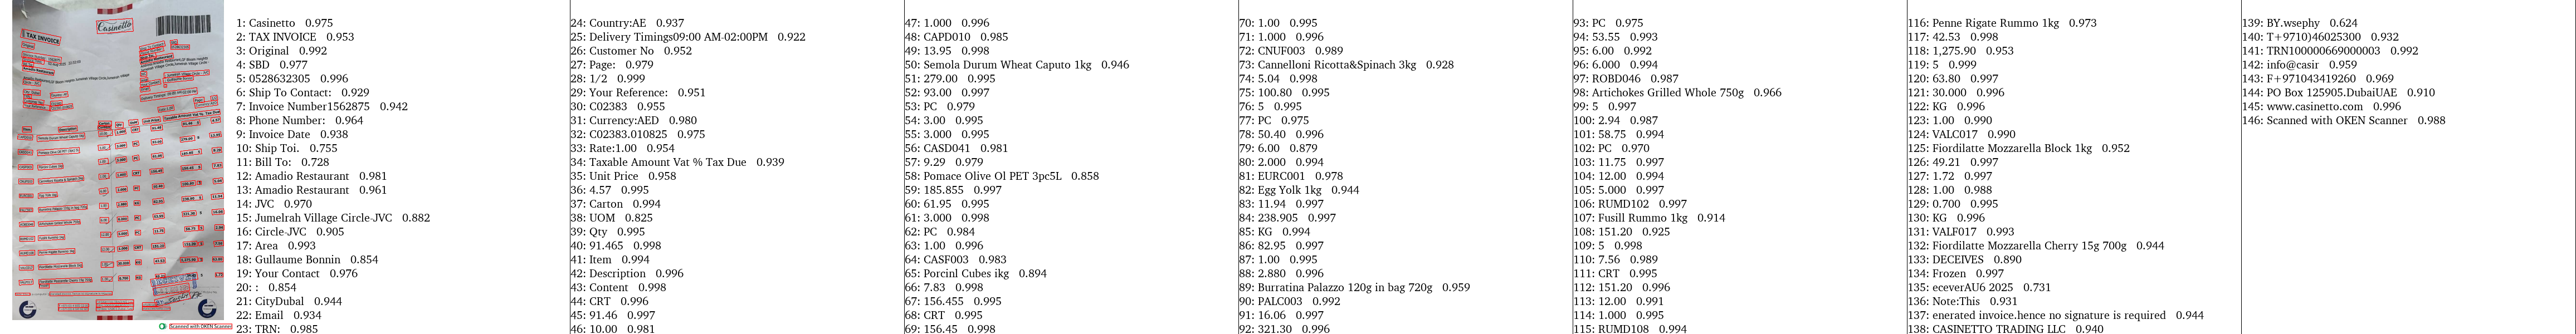 1: Casinetto 0.975
2: TAX INVOICE 0.953
3: Original 0.992
4: SBD 0.977
5: 0528632305 0.996
6: Ship To Contact: 0.929
7: Invoice Number1562875 0.942
8: Phone Number: 0.964
9: Invoice Date 0.938
10: Ship Toi. 0.755
11: Bill To: 0.728
12: Amadio Restaurant 0.981
13: Amadio Restaurant 0.961
14: JVC 0.970
15: Jumelrah Village Circle-JVC 0.882
16: Circle-JVC 0.905
17: Area 0.993
18: Gullaume Bonnin 0.854
19: Your Contact 0.976
20: : 0.854
21: CityDubal 0.944
22: Email 0.934
23: TRN: 0.985
24: Country:AE 0.937
25: Delivery Timings09:00 AM-02:00PM 0.922
26: Customer No 0.952
27: Page: 0.979
28: 1/2 0.999
29: Your Reference: 0.951
30: C02383 0.955
31: Currency:AED 0.980
32: C02383.010825 0.975
33: Rate:1.00 0.954
34: Taxable Amount Vat % Tax Due 0.939
35: Unit Price 0.958
36: 4.57 0.995
37: Carton 0.994
38: UOM 0.825
39: Qty 0.995
40: 91.465 0.998
41: Item 0.994
42: Description 0.996
43: Content 0.998
44: CRT 0.996
45: 91.46 0.997
46: 10.00 0.981
47: 1.000 0.996
48: CAPD010 0.985
49: 13.95 0.998
50: Semola Durum Wheat Caputo 1kg 0.946
51: 279.00 0.995
52: 93.00 0.997
53: PC 0.979
54: 3.00 0.995
55: 3.000 0.995
56: CASD041 0.981
57: 9.29 0.979
58: Pomace Olive Ol PET 3pc5L 0.858
59: 185.855 0.997
60: 61.95 0.995
61: 3.000 0.998
62: PC 0.984
63: 1.00 0.996
64: CASF003 0.983
65: Porcinl Cubes ikg 0.894
66: 7.83 0.998
67: 156.455 0.995
68: CRT 0.995
69: 156.45 0.998
70: 1.00 0.995
71: 1.000 0.996
72: CNUF003 0.989
73: Cannelloni Ricotta&Spinach 3kg 0.928
74: 5.04 0.998
75: 100.80 0.995
76: 5 0.995
77: PC 0.975
78: 50.40 0.996
79: 6.00 0.879
80: 2.000 0.994
81: EURC001 0.978
82: Egg Yolk 1kg 0.944
83: 11.94 0.997
84: 238.905 0.997
85: KG 0.994
86: 82.95 0.997
87: 1.00 0.995
88: 2.880 0.996
89: Burratina Palazzo 120g in bag 720g 0.959
90: PALC003 0.992
91: 16.06 0.997
92: 321.30 0.996
93: PC 0.975
94: 53.55 0.993
95: 6.00 0.992
96: 6.000 0.994
97: ROBD046 0.987
98: Artichokes Grilled Whole 750g 0.966
99: 5 0.997
100: 2.94 0.987
101: 58.75 0.994
102: PC 0.970
103: 11.75 0.997
104: 12.00 0.994
105: 5.000 0.997
106: RUMD102 0.997
107: Fusill Rummo 1kg 0.914
108: 151.20 0.925
109: 5 0.998
110: 7.56 0.989
111: CRT 0.995
112: 151.20 0.996
113: 12.00 0.991
114: 1.000 0.995
115: RUMD108 0.994
116: Penne Rigate Rummo 1kg 0.973
117: 42.53 0.998
118: 1,275.90 0.953
119: 5 0.999
120: 63.80 0.997
121: 30.000 0.996
122: KG 0.996
123: 1.00 0.990
124: VALC017 0.990
125: Fiordilatte Mozzarella Block 1kg 0.952
126: 49.21 0.997
127: 1.72 0.997
128: 1.00 0.988
129: 0.700 0.995
130: KG 0.996
131: VALF017 0.993
132: Fiordilatte Mozzarella Cherry 15g 700g 0.944
133: DECEIVES 0.890
134: Frozen 0.997
135: eceverAU6 2025 0.731
136: Note:This 0.931
137: enerated invoice.hence no signature is required 0.944
138: CASINETTO TRADING LLC 0.940
139: BY.wsephy 0.624
140: T+9710)46025300 0.932
141: TRN100000669000003 0.992
142: info@casir 0.959
143: F+971043419260 0.969
144: PO Box 125905.DubaiUAE 0.910
145: www.casinetto.com 0.996
146: Scanned with OKEN Scanner 0.988